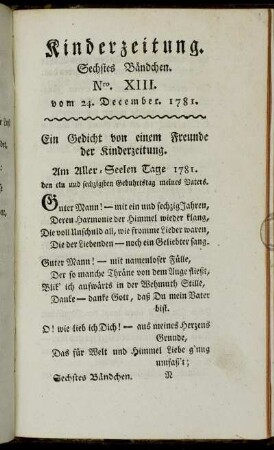 Kinderzeitung.
Sechstes Bändchen.
Nro. XIII.
vom 24. December. 1781.
Ein Gedicht von einem Freunde
der Kinderzeitung.
Am Aller-Seelen Tage 1781.
den ein und sechzigsten Gebuhrtstag meines Vaters.
Guter Mann! — mit ein und sechzig Jahren,
Deren Harmonie der Himmel wieder klang,
Die voll Unschuld all, wie fromme Lieder waren,
Die der Liebenden — noch ein Geliebter sang.
Guter Mann! — mit namenloser Fülle,
Der so manche Thräne von dem Auge fließt,
Blik' ich aufwärts in der Wehmuth Stille,
Danke — danke Gott, daß Du mein Vater
bist.
O! wie lieb ich Dich! — aus meines Herzens
Grunde,
Das für Welt und Himmel Liebe g'nug
umfaß't;
Sechstes Bändchen. N